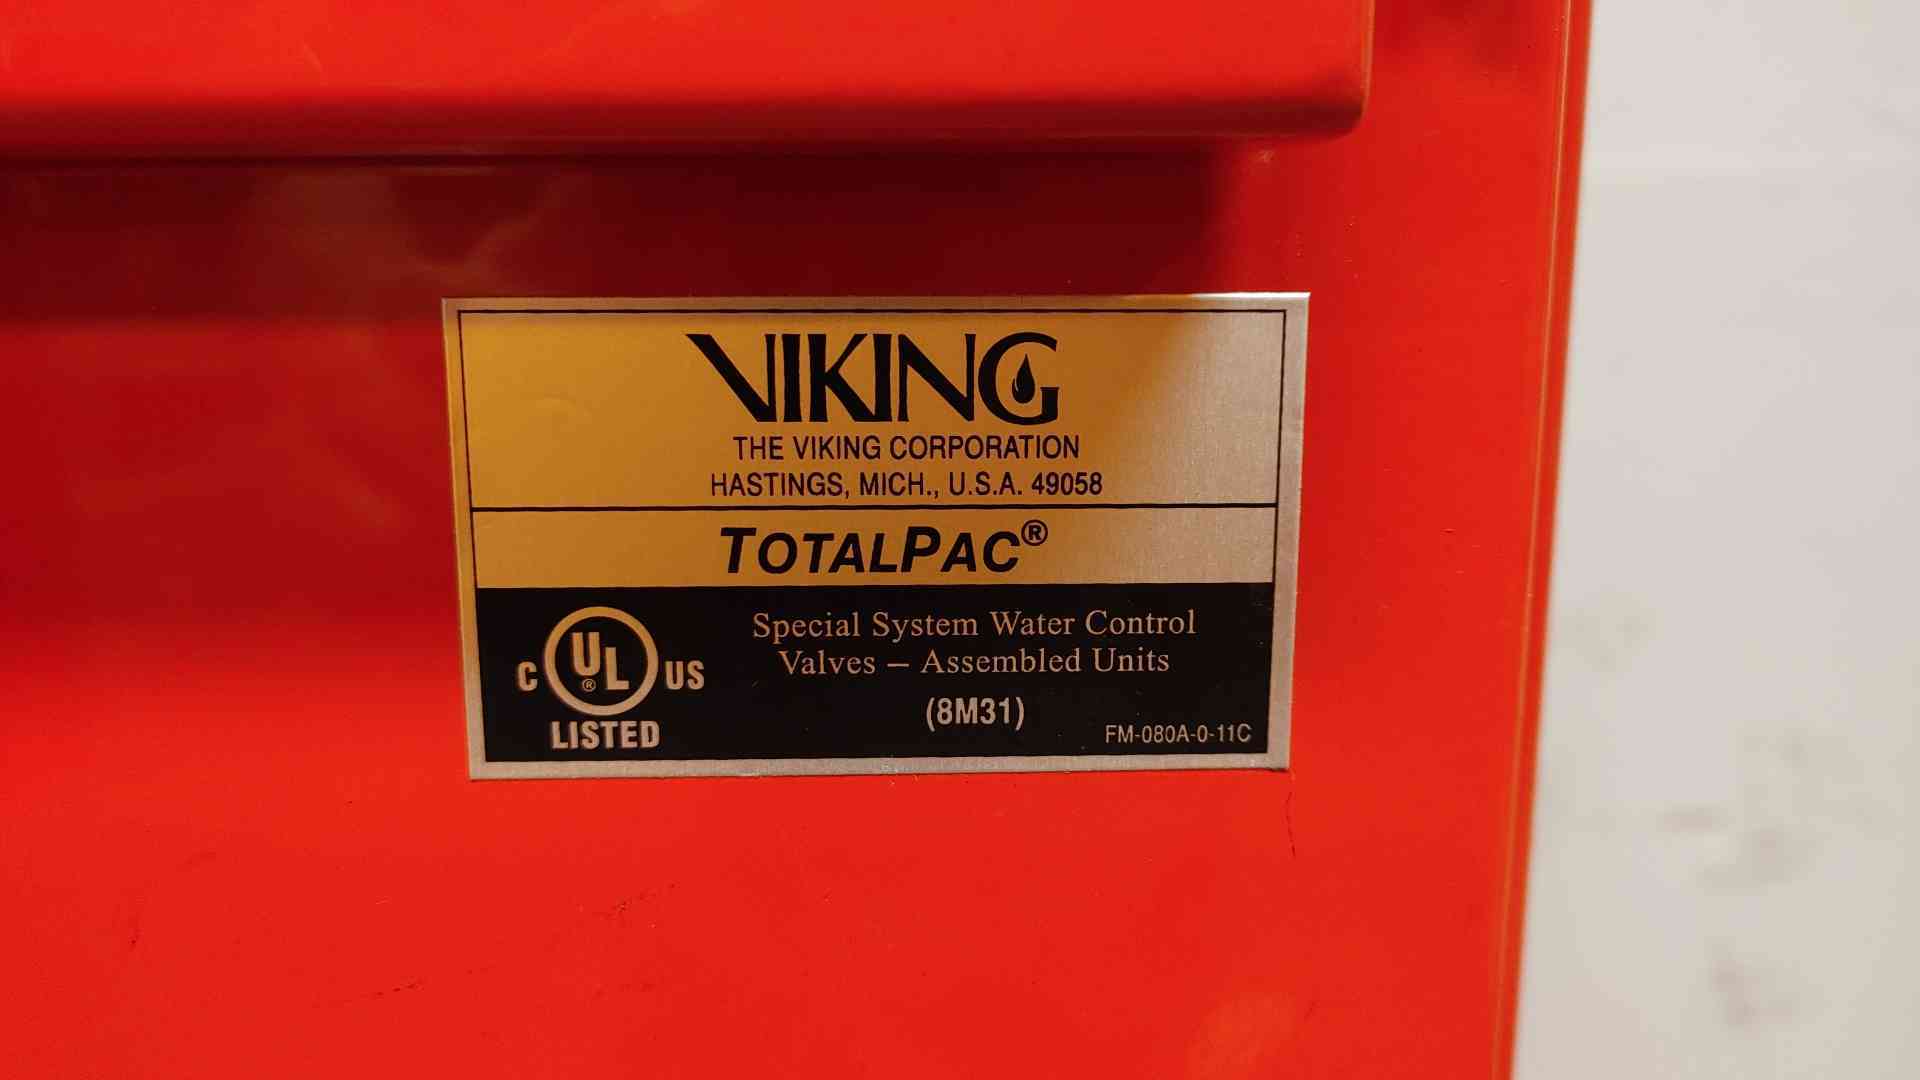 VIKING
THE VIKING CORPORATION
HASTINGS, MICH., U.S.A. 49058
TOTALPAC®
C UL® US
LISTED
Special System Water Control
Valves – Assembled Units
(8M31)
FM-080A-0-11C